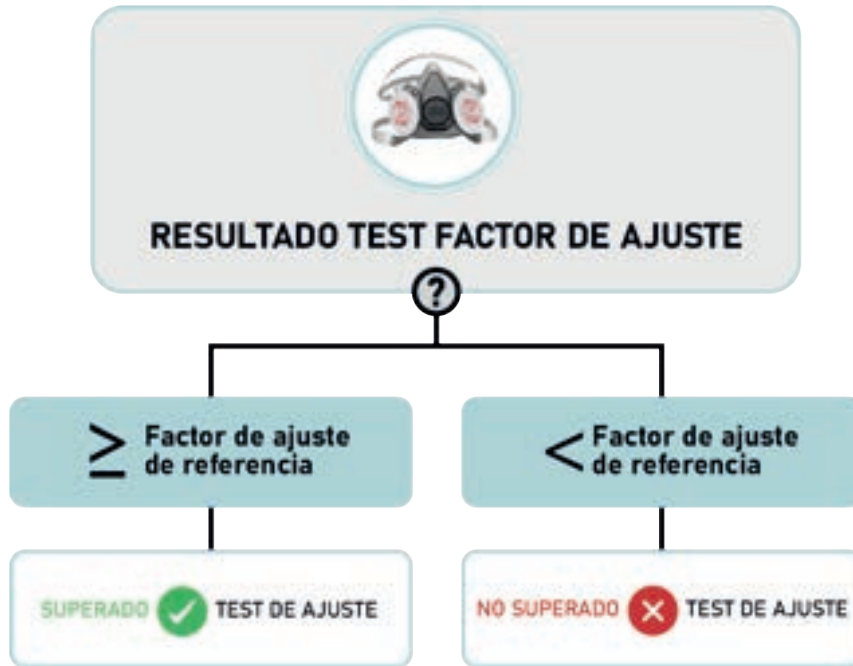 RESULTADO TEST FACTOR DE AJUSTE
?
≥ Factor de ajuste
de referencia
< Factor de ajuste
de referencia
SUPERADO TEST DE AJUSTE
NO SUPERADO TEST DE AJUSTE